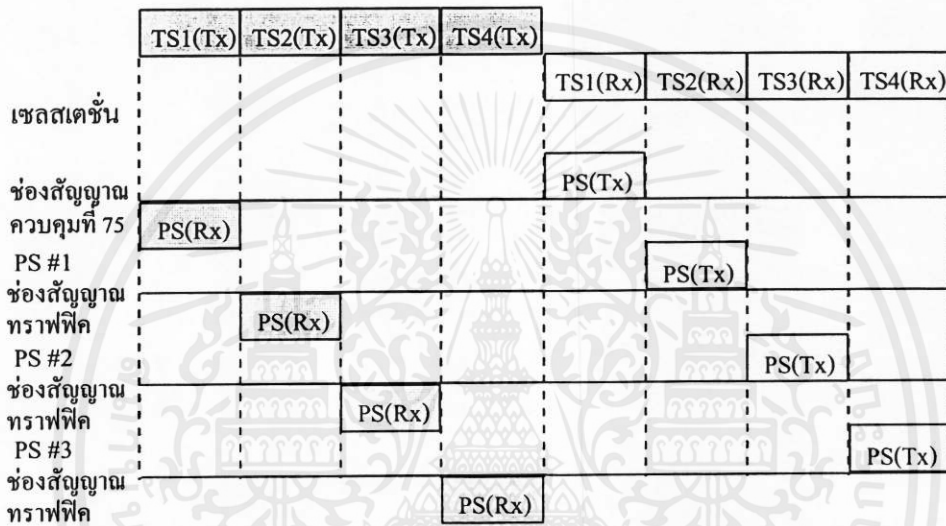 TS1(Tx) TS2(Tx) TS3(Tx) TS4(Tx)
TS1(Rx) TS2(Rx) TS3(Rx) TS4(Rx)
เซลสเตชั่น
PS(Tx)
ช่องสัญญาณ
ควบคุมที่ 75
PS(Rx)
PS #1
PS(Tx)
ช่องสัญญาณ
ทราฟฟิค
PS(Rx)
PS #2
PS(Tx)
ช่องสัญญาณ
ทราฟฟิค
PS(Rx)
PS #3
PS(Tx)
ช่องสัญญาณ
ทราฟฟิค
PS(Rx)